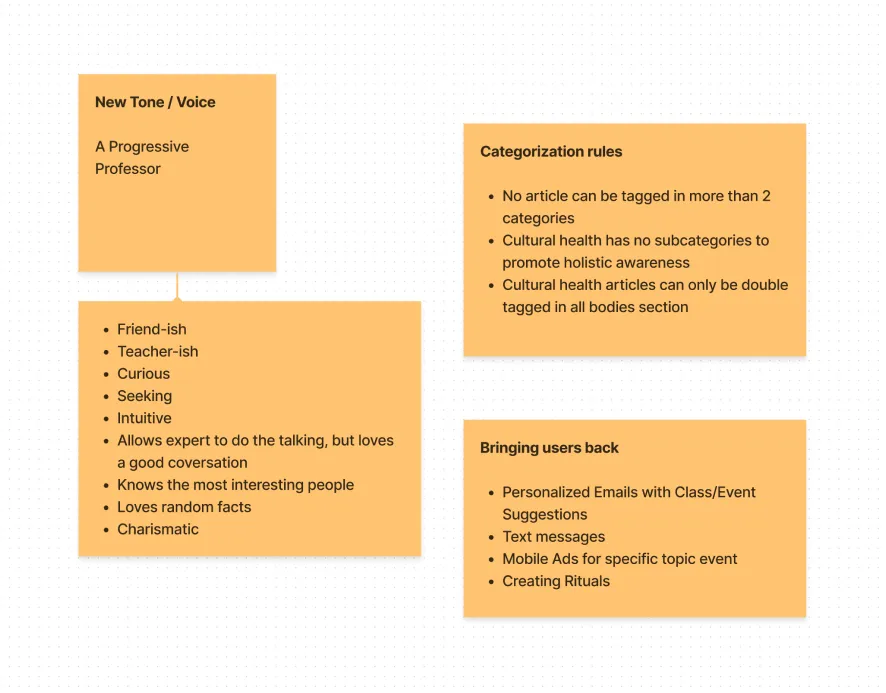 New Tone / Voice
A Progressive
Professor
• Friend-ish
• Teacher-ish
• Curious
• Seeking
• Intuitive
• Allows expert to do the talking, but loves
a good coversation
• Knows the most interesting people
• Loves random facts
• Charismatic
Categorization rules
• No article can be tagged in more than 2
categories
• Cultural health has no subcategories to
promote holistic awareness
• Cultural health articles can only be double
tagged in all bodies section
Bringing users back
• Personalized Emails with Class/Event
Suggestions
• Text messages
• Mobile Ads for specific topic event
• Creating Rituals